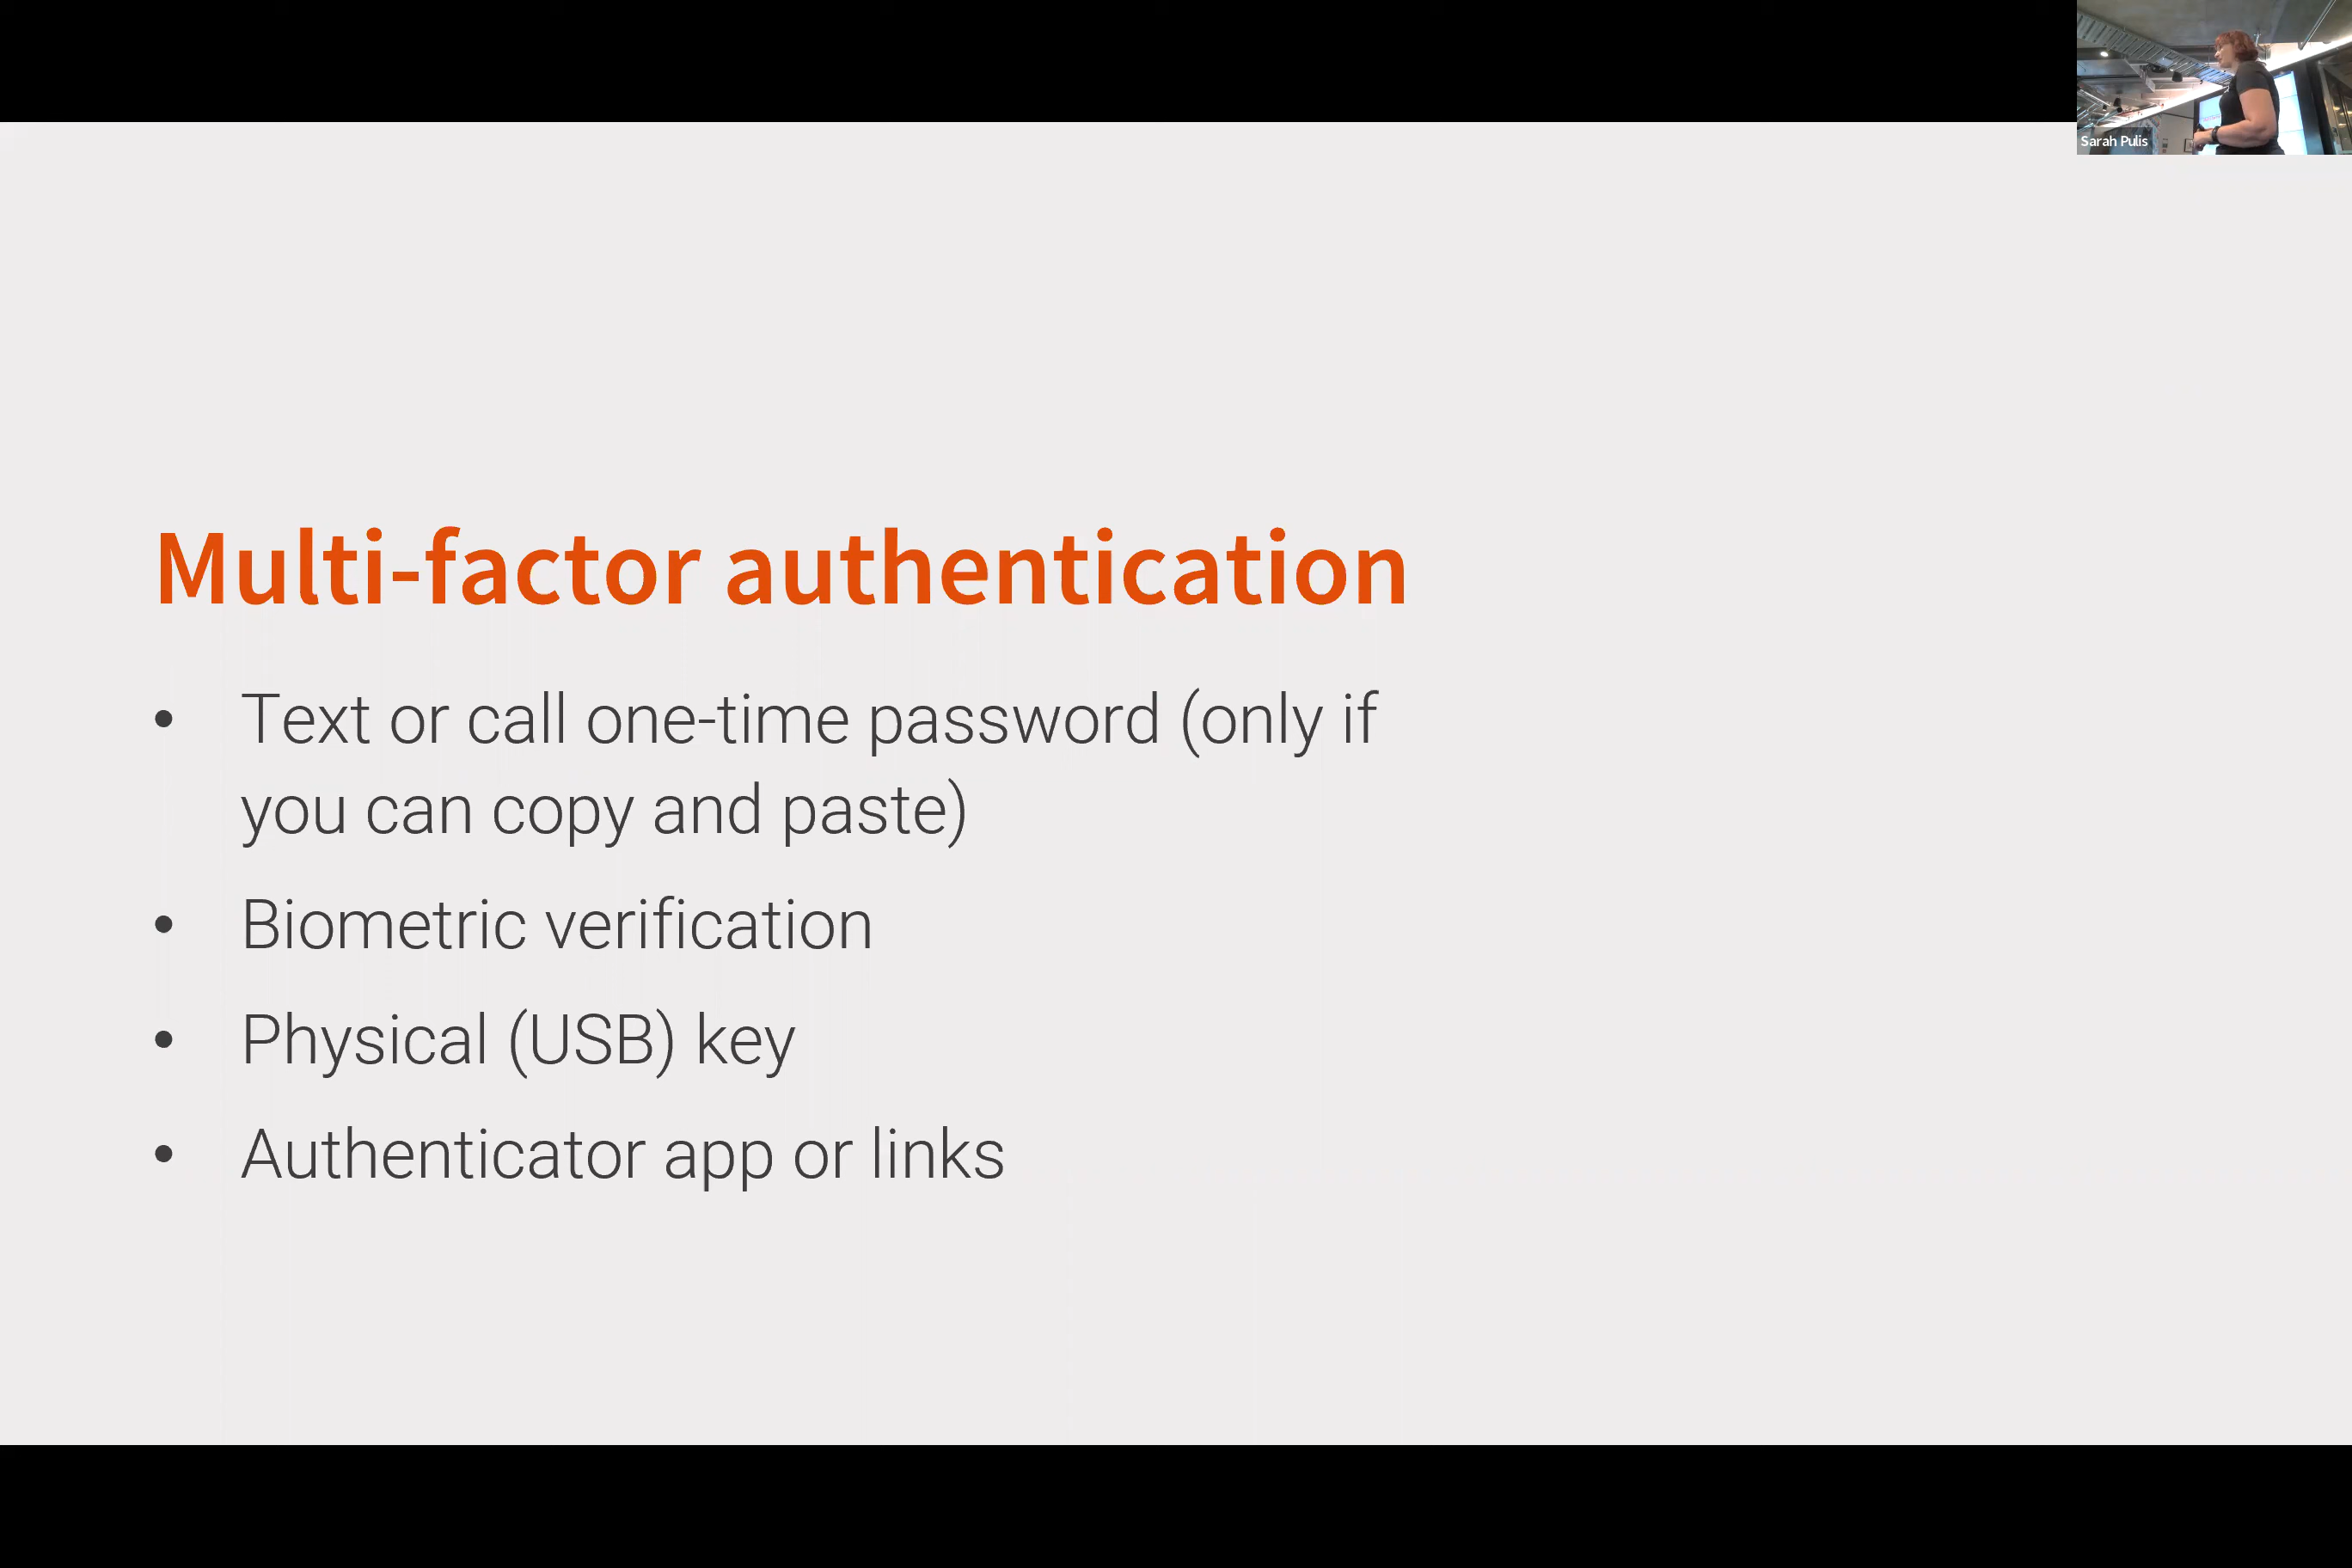 Sarah Pulis
Multi-factor authentication
• Text or call one-time password (only if
you can copy and paste)
• Biometric verification
• Physical (USB) key
• Authenticator app or links